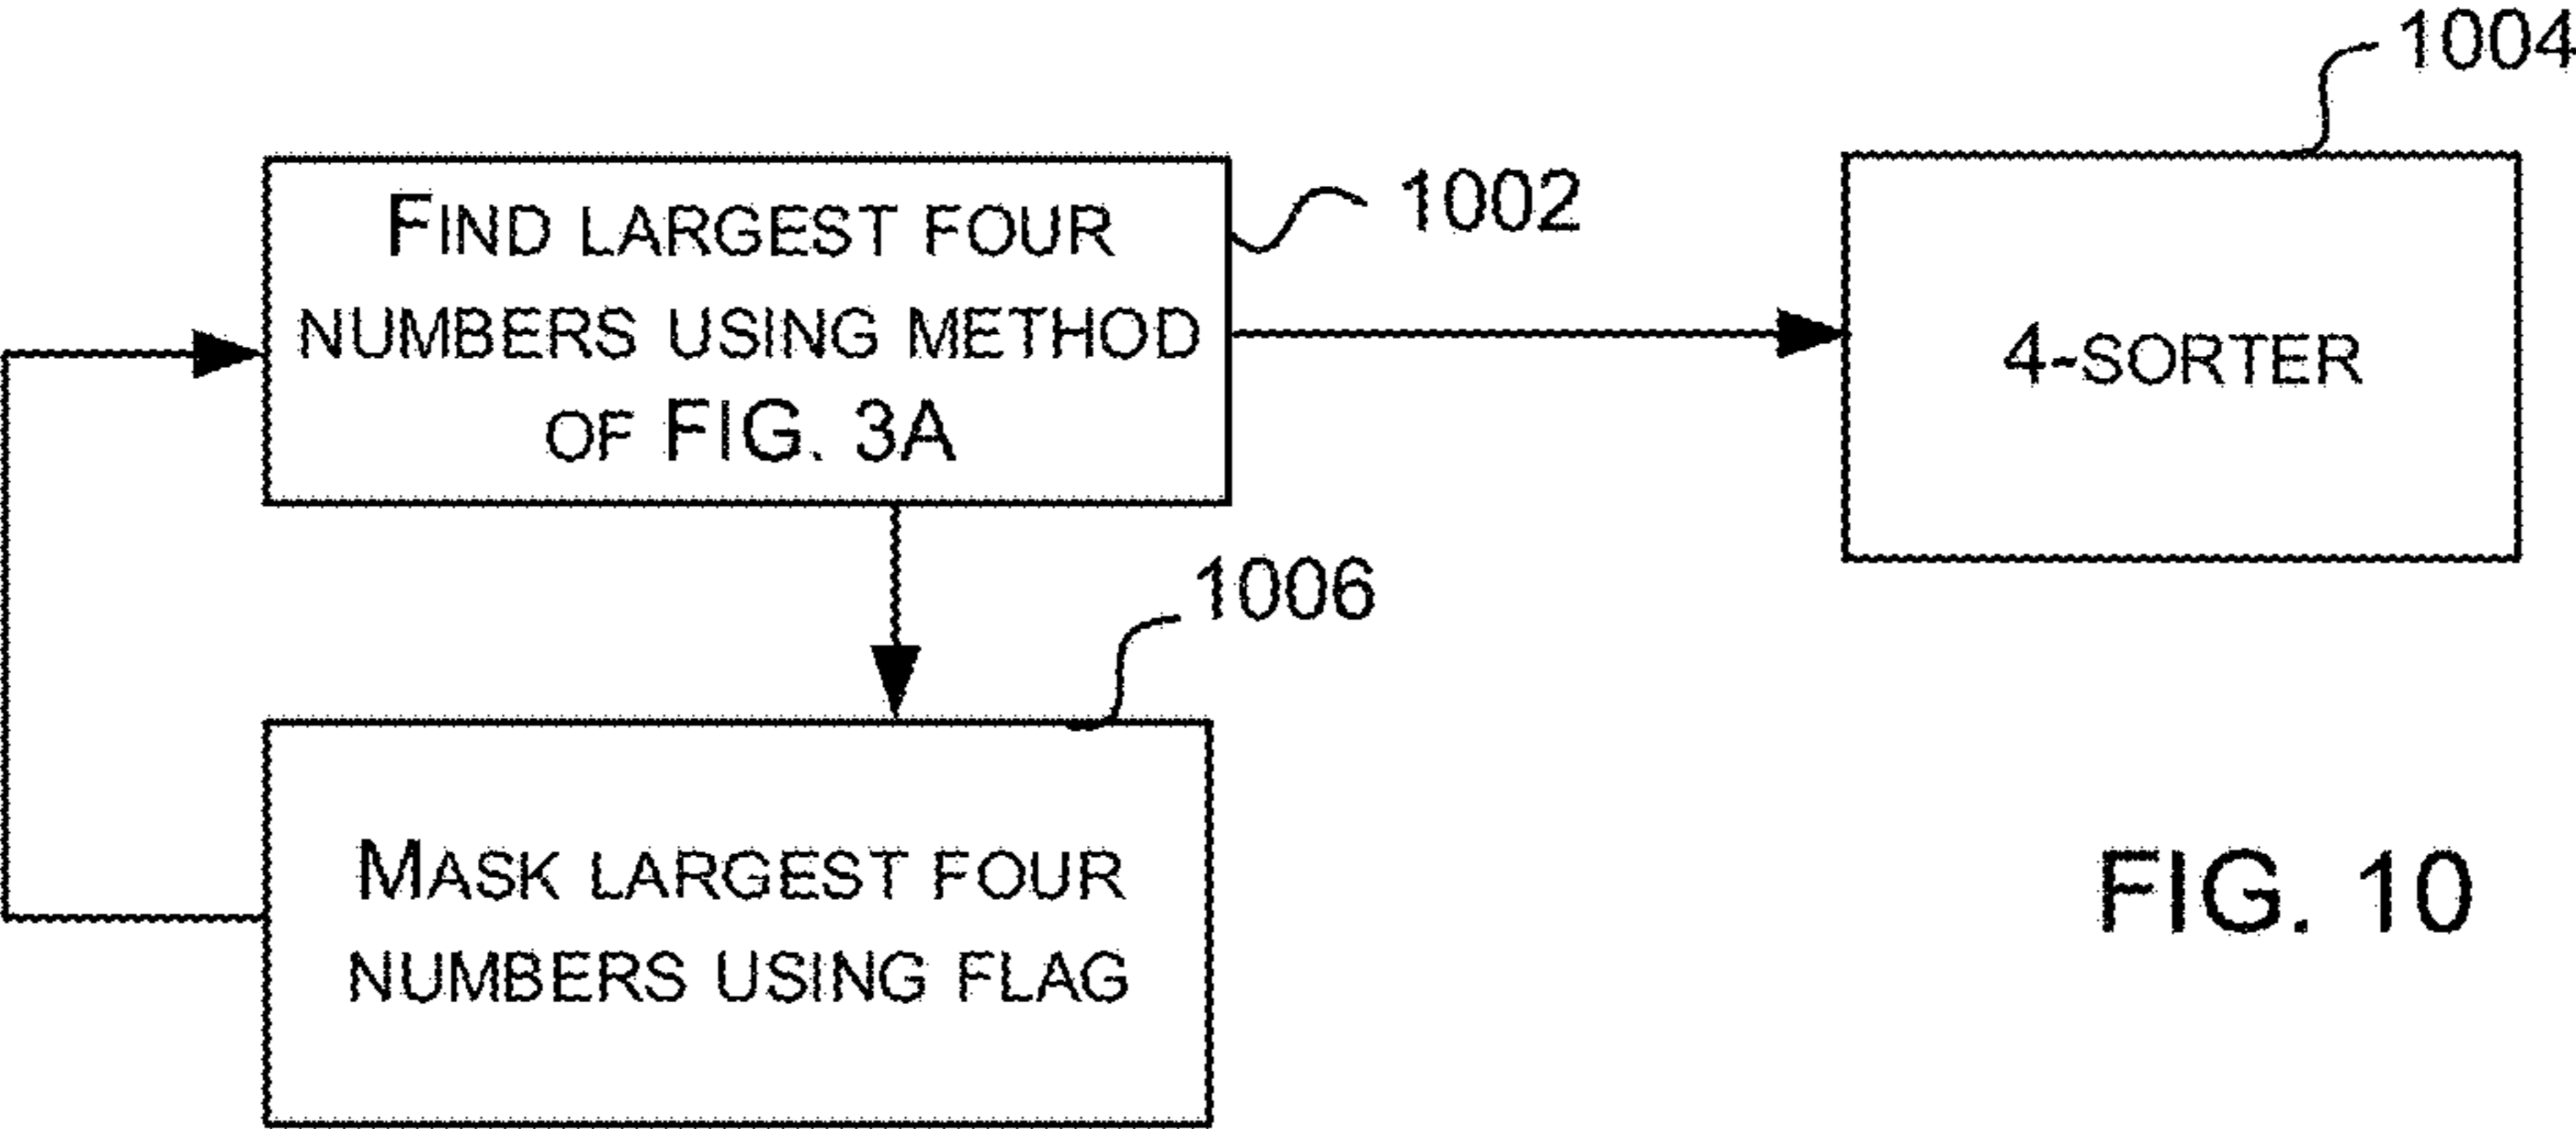 1004
FIND LARGEST FOUR
NUMBERS USING METHOD
OF FIG. 3A
1002
4-SORTER
1006
MASK LARGEST FOUR
NUMBERS USING FLAG
FIG. 10